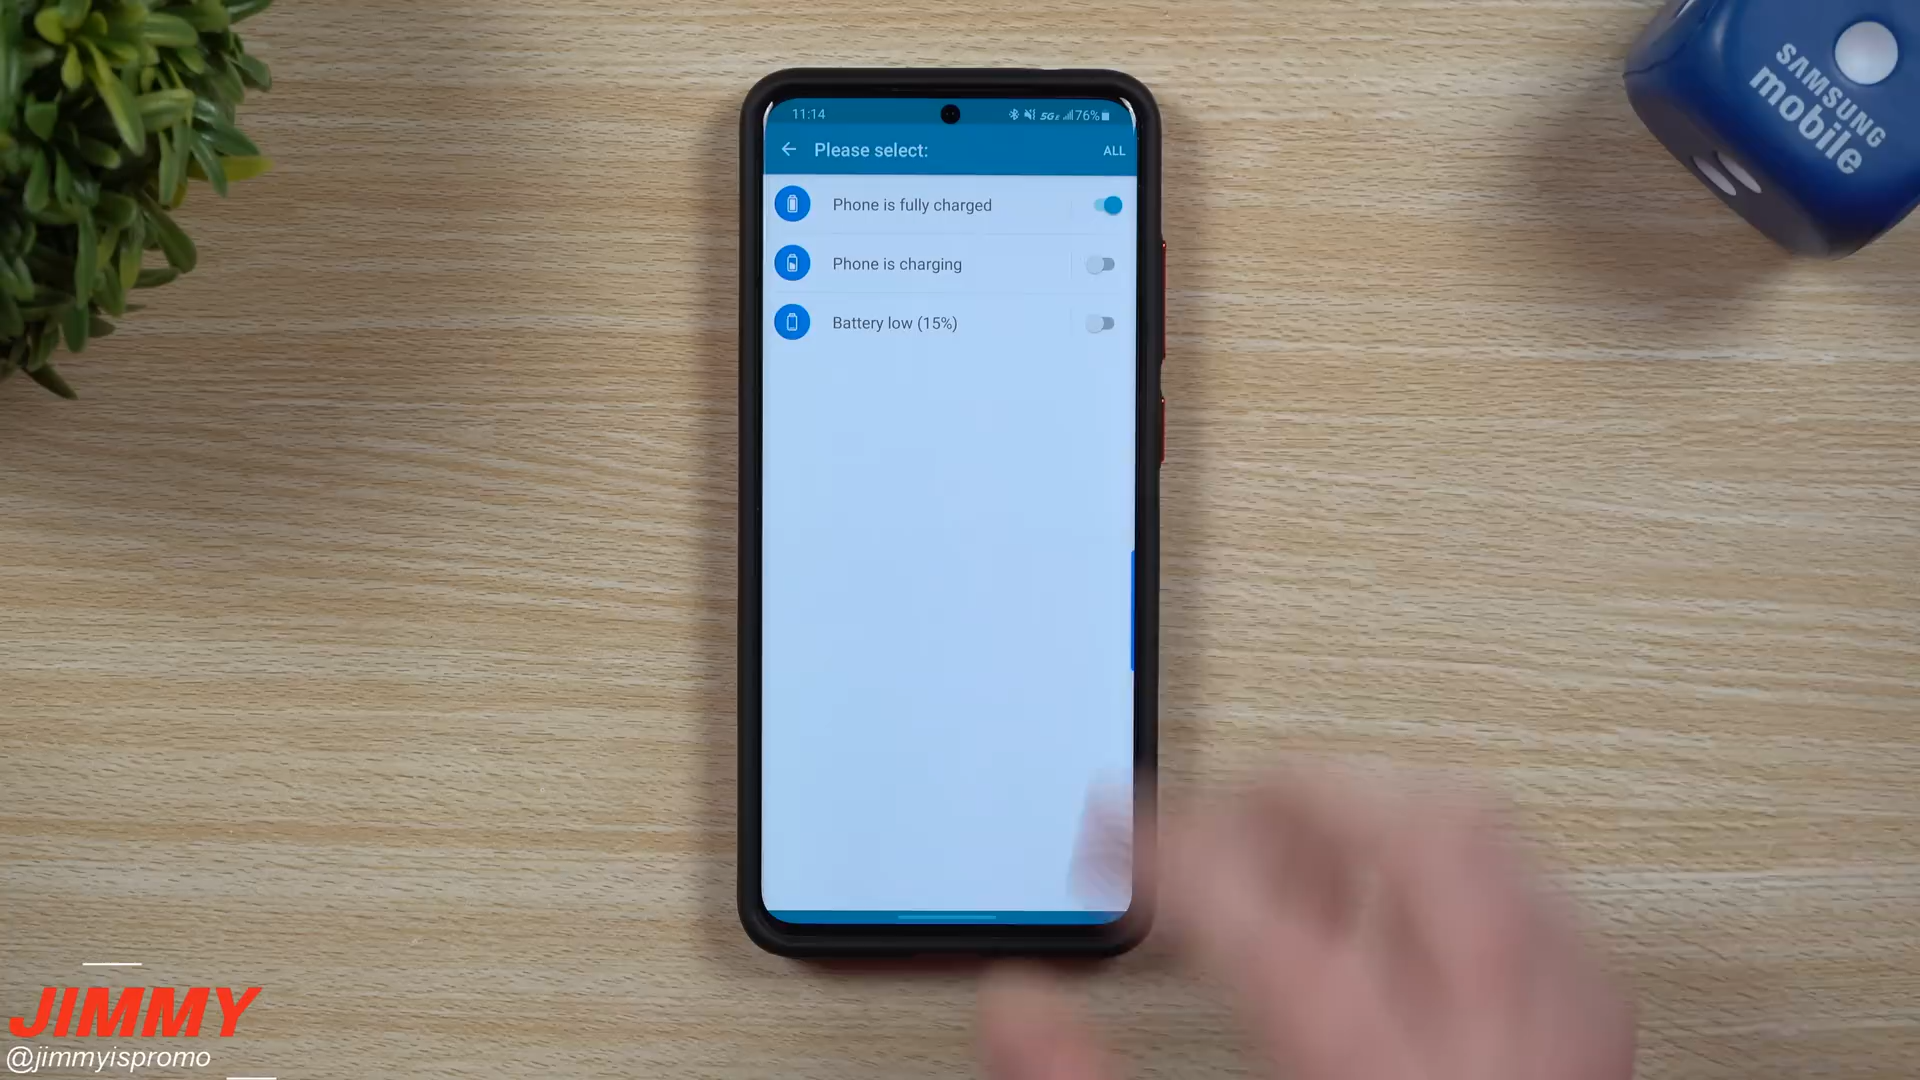 SAMSUNG
mobile
11:14
5G E 76%
Please select:
ALL
Phone is fully charged
Phone is charging
Battery low (15%)
JIMMY
@jimmyispromo